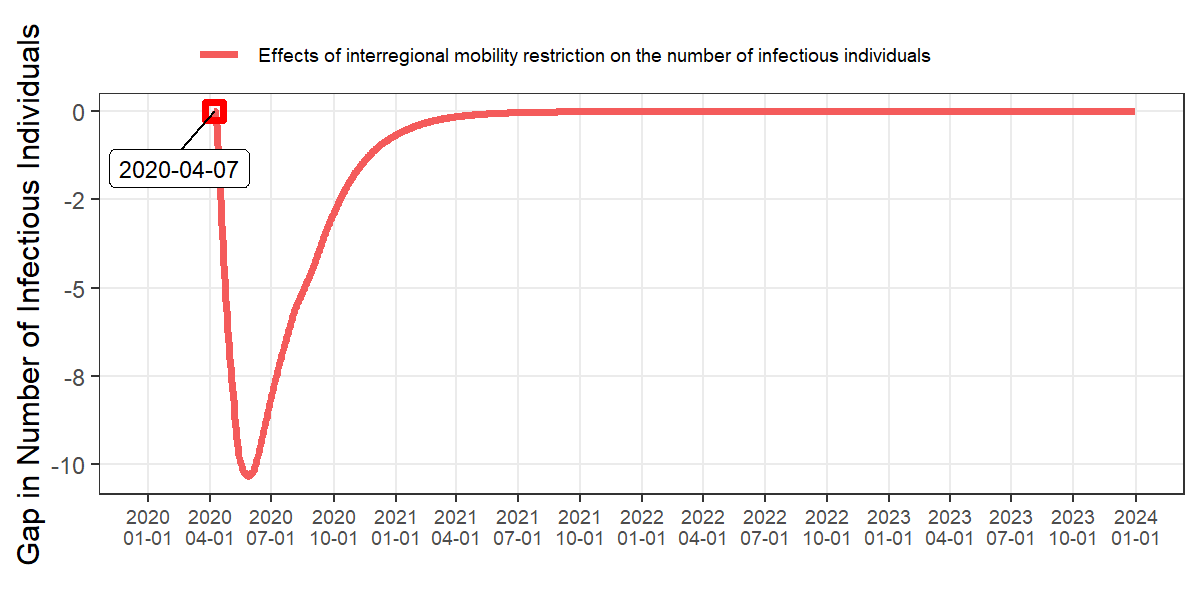 Effects of interregional mobility restriction on the number of infectious individuals
Gap in Number of Infectious Individuals
0
-2
-5
-8
-10
2020-04-07
2020 2020 2020 2020 2021 2021 2021 2021 2022 2022 2022 2022 2023 2023 2023 2023 2024
01-01 04-01 07-01 10-01 01-01 04-01 07-01 10-01 01-01 04-01 07-01 10-01 01-01 04-01 07-01 10-01 01-01